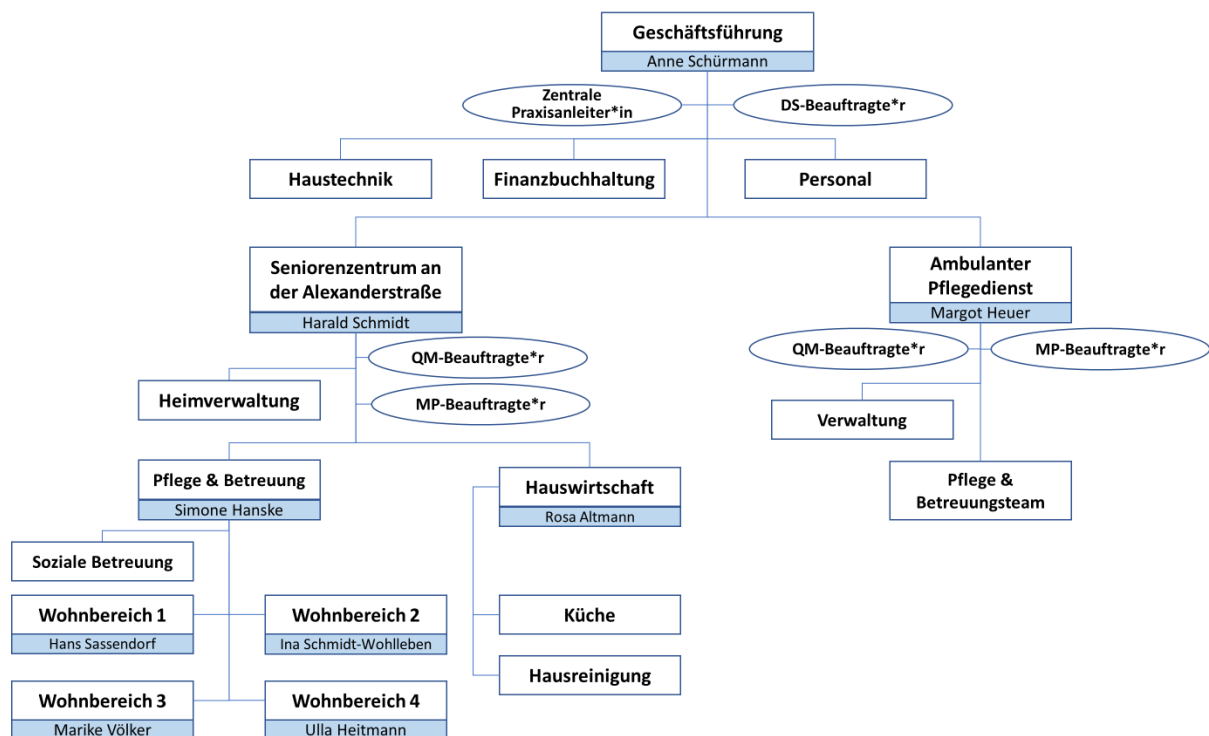 Geschäftsführung
Anne Schürmann
Zentrale
Praxisanleiter*in
DS-Beauftragte*r
Haustechnik
Finanzbuchhaltung
Personal
Seniorenzentrum an
der Alexanderstraße
Harald Schmidt
Ambulanter
Pflegedienst
Margot Heuer
QM-Beauftragte*r
QM-Beauftragte*r
MP-Beauftragte*r
Heimverwaltung
MP-Beauftragte*r
Verwaltung
Pflege & Betreuung
Simone Hanske
Hauswirtschaft
Rosa Altmann
Pflege &
Betreuungsteam
Soziale Betreuung
Wohnbereich 1
Hans Sassendorf
Wohnbereich 2
Ina Schmidt-Wohlleben
Küche
Hausreinigung
Wohnbereich 3
Marike Völker
Wohnbereich 4
Ulla Heitmann